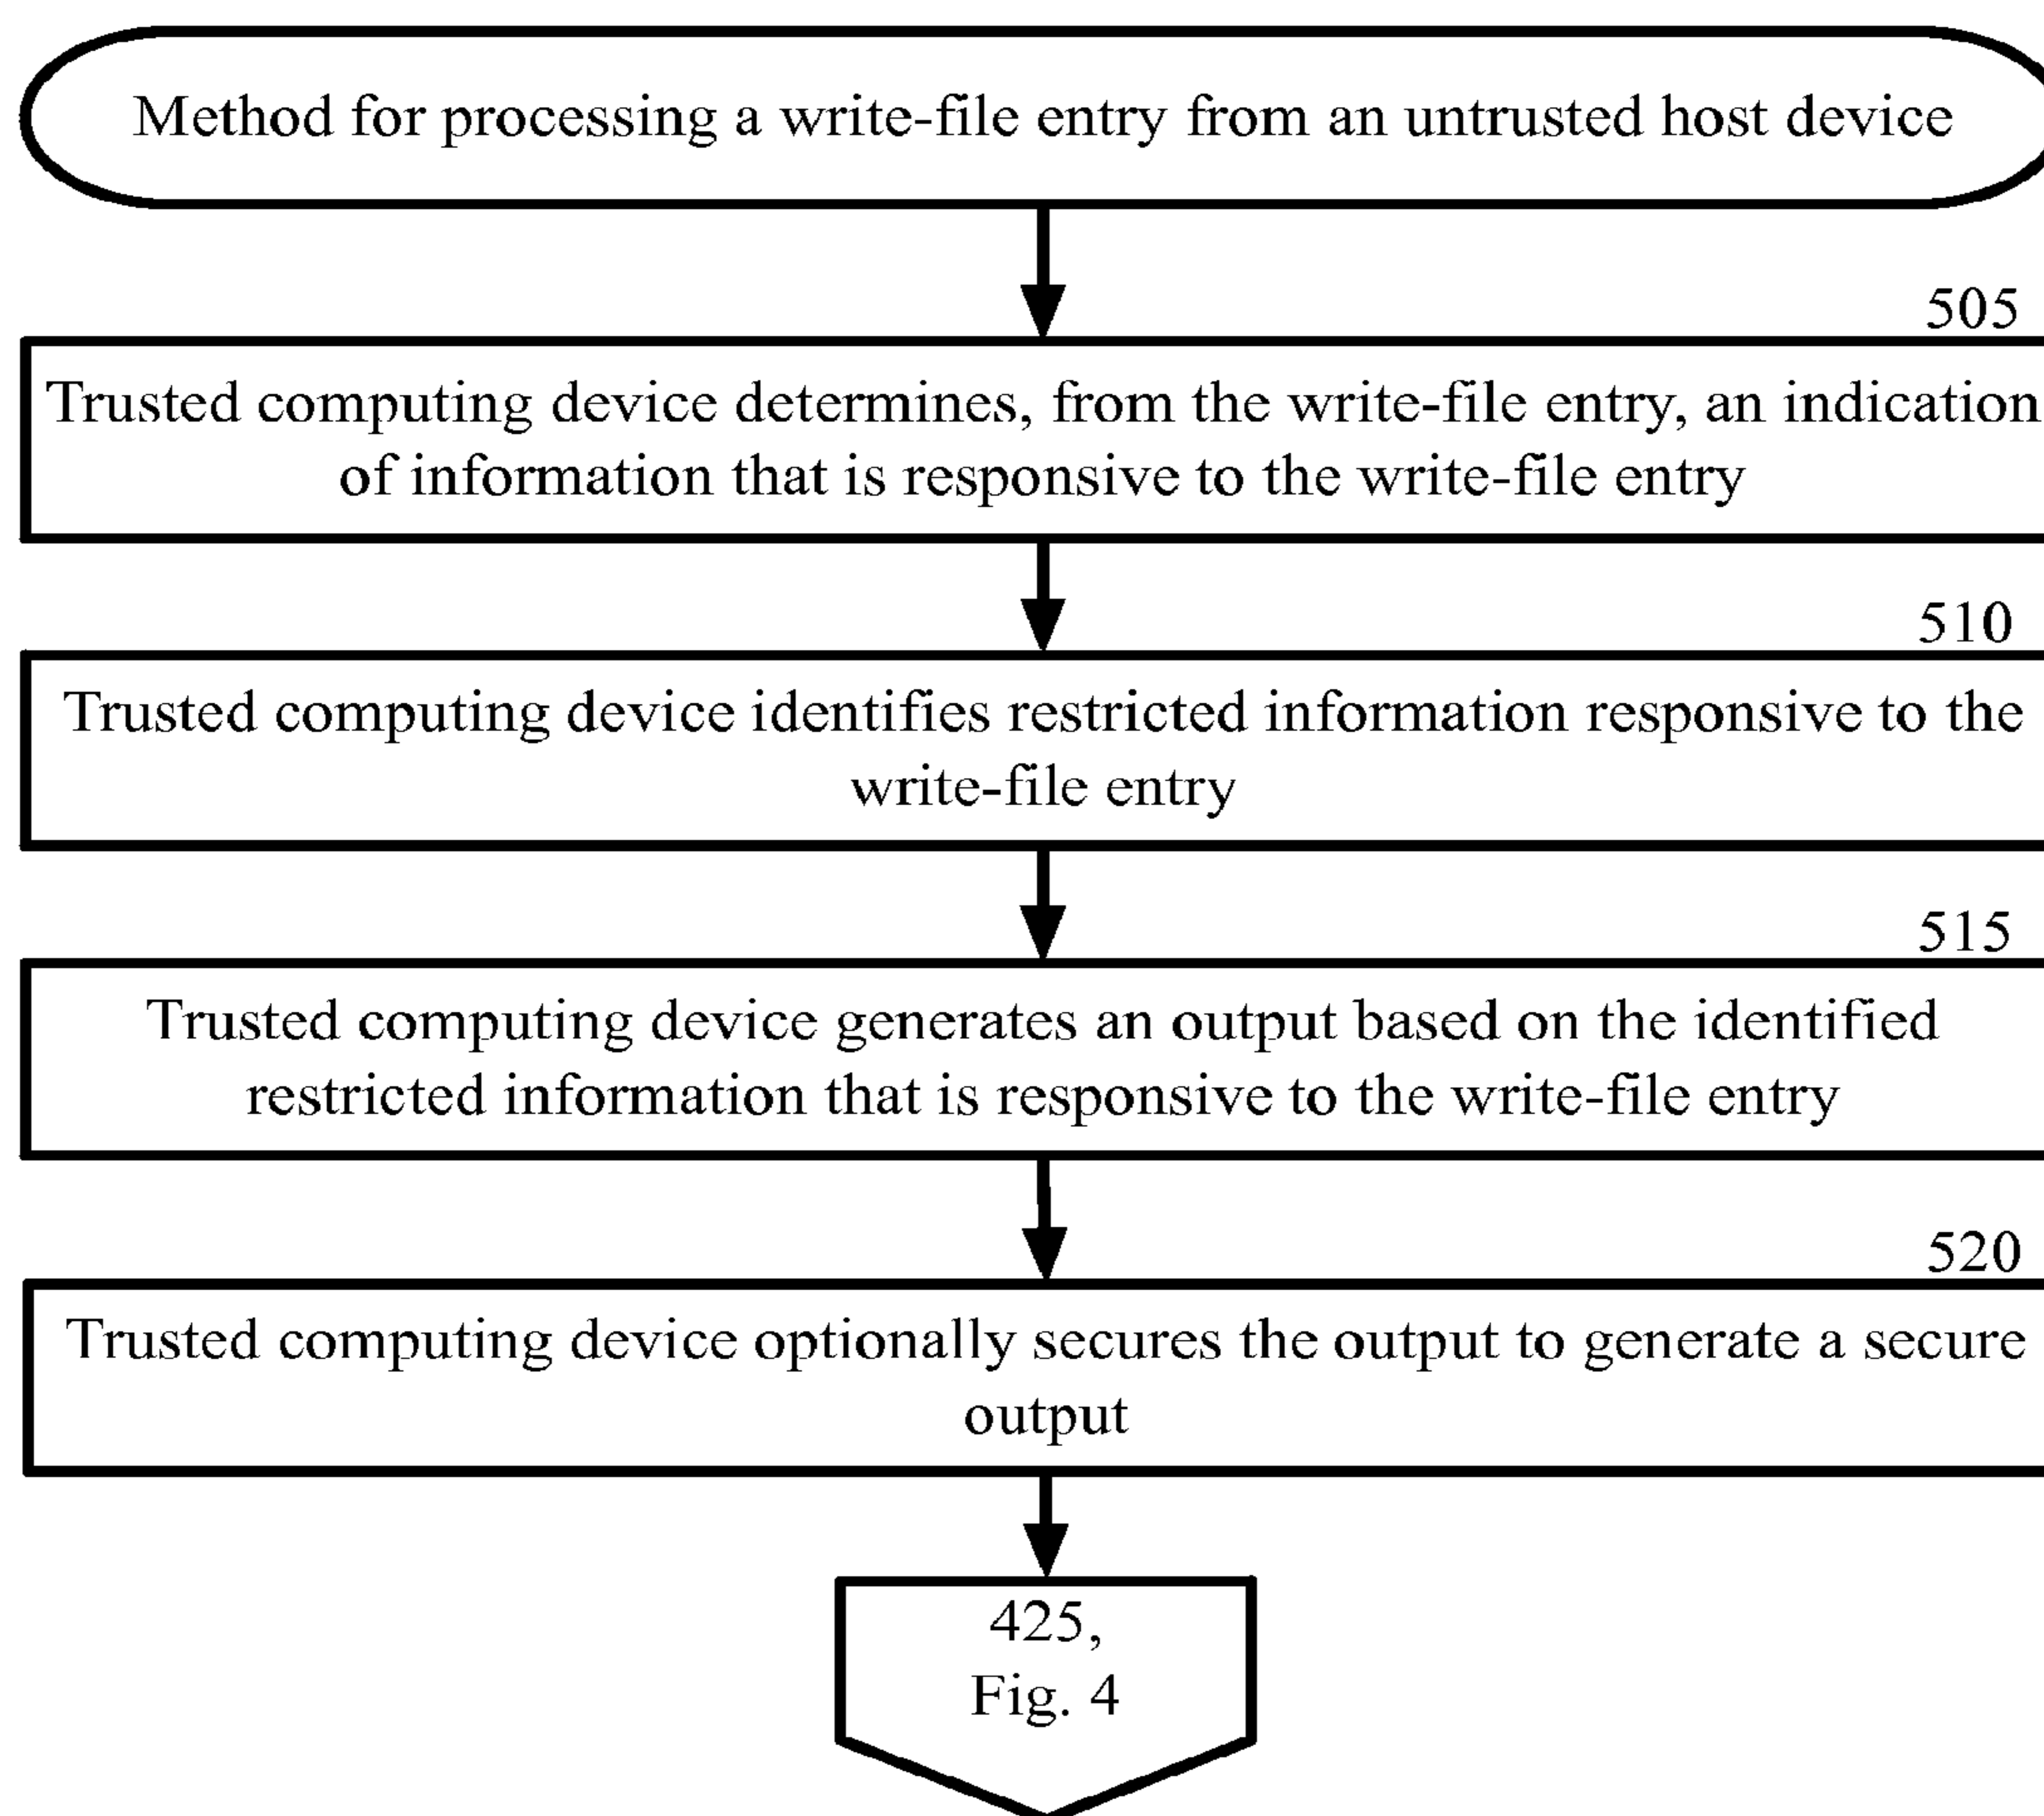 Method for processing a write-file entry from an untrusted host device
505
Trusted computing device determines, from the write-file entry, an indication
of information that is responsive to the write-file entry
510
Trusted computing device identifies restricted information responsive to the
write-file entry
515
Trusted computing device generates an output based on the identified
restricted information that is responsive to the write-file entry
520
Trusted computing device optionally secures the output to generate a secure
output
425,
Fig. 4